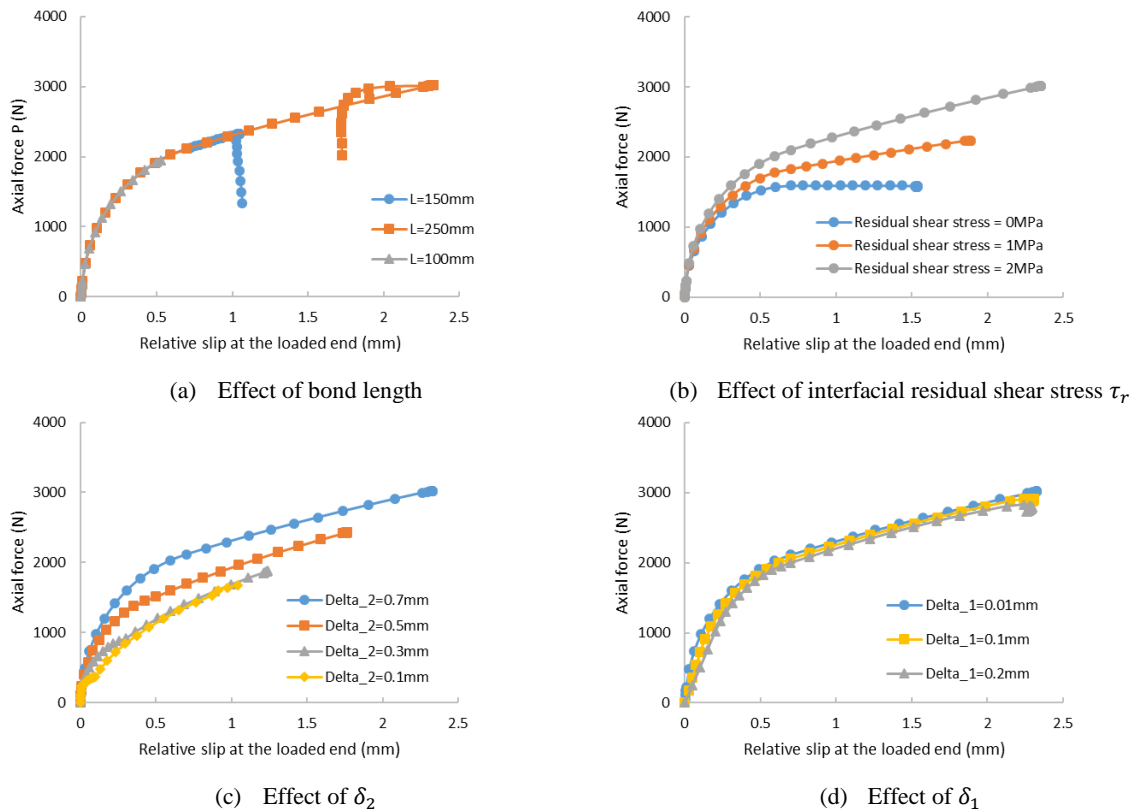 4000
3000
2000
1000
0
Axial force P (N)
L=150mm
L=250mm
L=100mm
0 0.5 1 1.5 2 2.5
Relative slip at the loaded end (mm)
(a) Effect of bond length
4000
3000
2000
1000
0
Axial force (N)
Residual shear stress = 0MPa
Residual shear stress = 1MPa
Residual shear stress = 2MPa
0 0.5 1 1.5 2 2.5
Relative slip at the loaded end (mm)
(b) Effect of interfacial residual shear stress τr
4000
3000
2000
1000
0
Axial force (N)
Delta_2=0.7mm
Delta_2=0.5mm
Delta_2=0.3mm
Delta_2=0.1mm
0 0.5 1 1.5 2 2.5
Relative slip at the loaded end (mm)
(c) Effect of δ2
4000
3000
2000
1000
0
Axial force (N)
Delta_1=0.01mm
Delta_1=0.1mm
Delta_1=0.2mm
0 0.5 1 1.5 2 2.5
Relative slip at the loaded end (mm)
(d) Effect of δ1